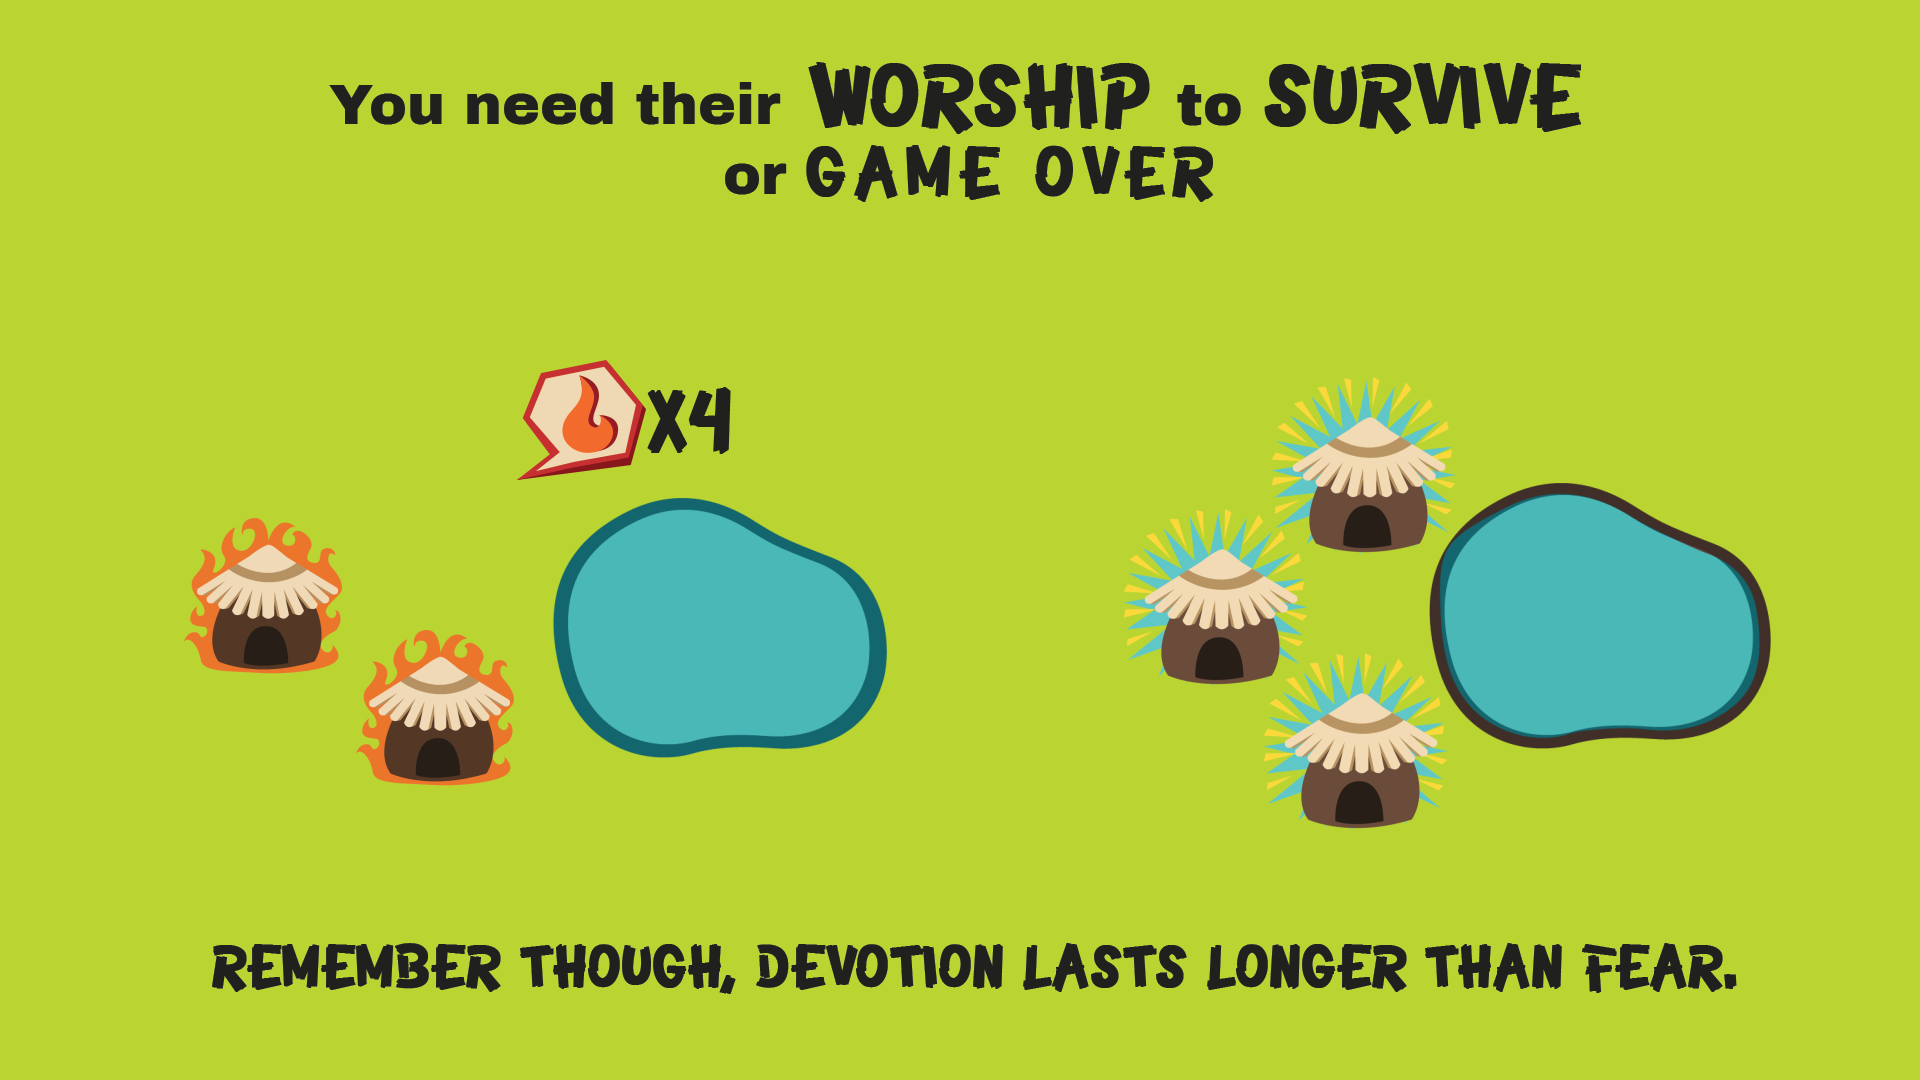 You need their WORSHIP to SURVIVE
or GAME OVER
X4
REMEMBER THOUGH, DEVOTION LASTS LONGER THAN FEAR.